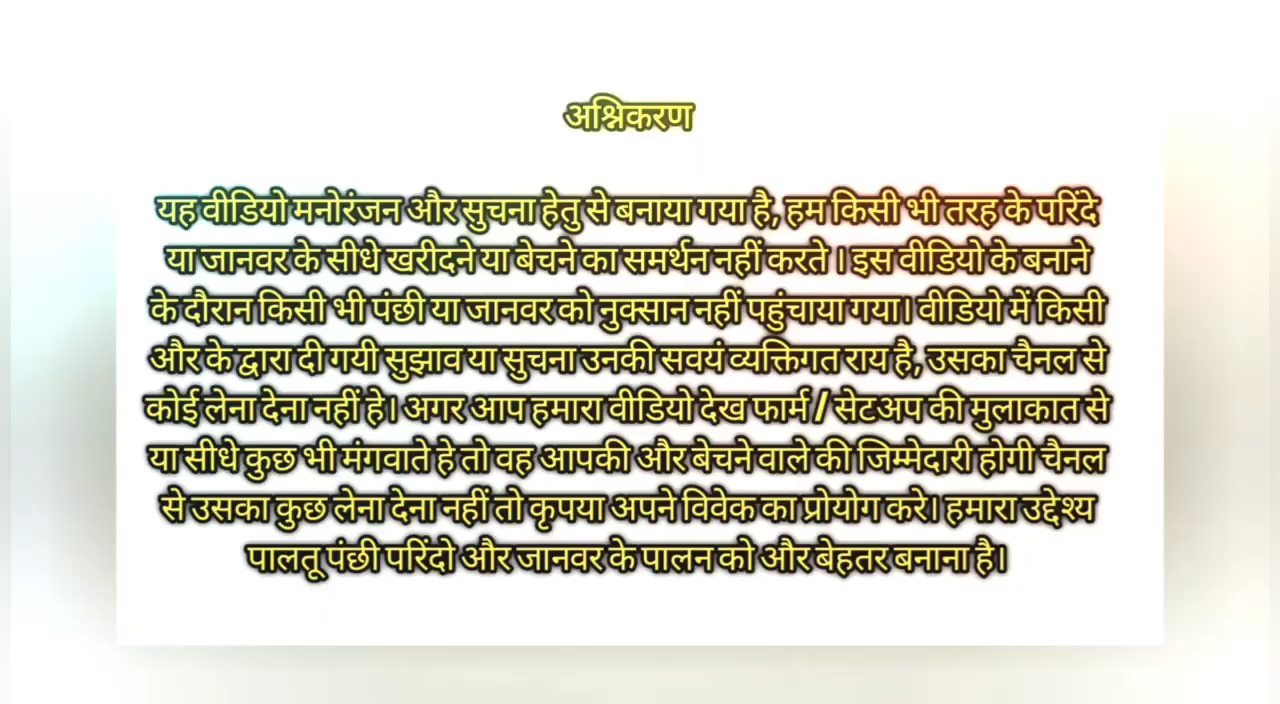 अश्निकरण
यह वीडियो मनोरंजन और सुचना हेतु से बनाया गया है, हम किसी भी तरह के परिंदे
या जानवर के सीधे खरीदने या बेचने का समर्थन नहीं करते । इस वीडियो के बनाने
के दौरान किसी भी पंछी या जानवर को नुक्सान नहीं पहुंचाया गया। वीडियो में किसी
और के द्वारा दी गयी सुझाव या सुचना उनकी सवयं व्यक्तिगत राय है, उसका चैनल से
कोई लेना देना नहीं हे। अगर आप हमारा वीडियो देख फार्म / सेटअप की मुलाकात से
या सीधे कुछ भी मंगवाते हे तो वह आपकी और बेचने वाले की जिम्मेदारी होगी चैनल
से उसका कुछ लेना देना नहीं तो कृपया अपने विवेक का प्रोयोग करे। हमारा उद्देश्य
पालतू पंछी परिंदो और जानवर के पालन को और बेहतर बनाना है।